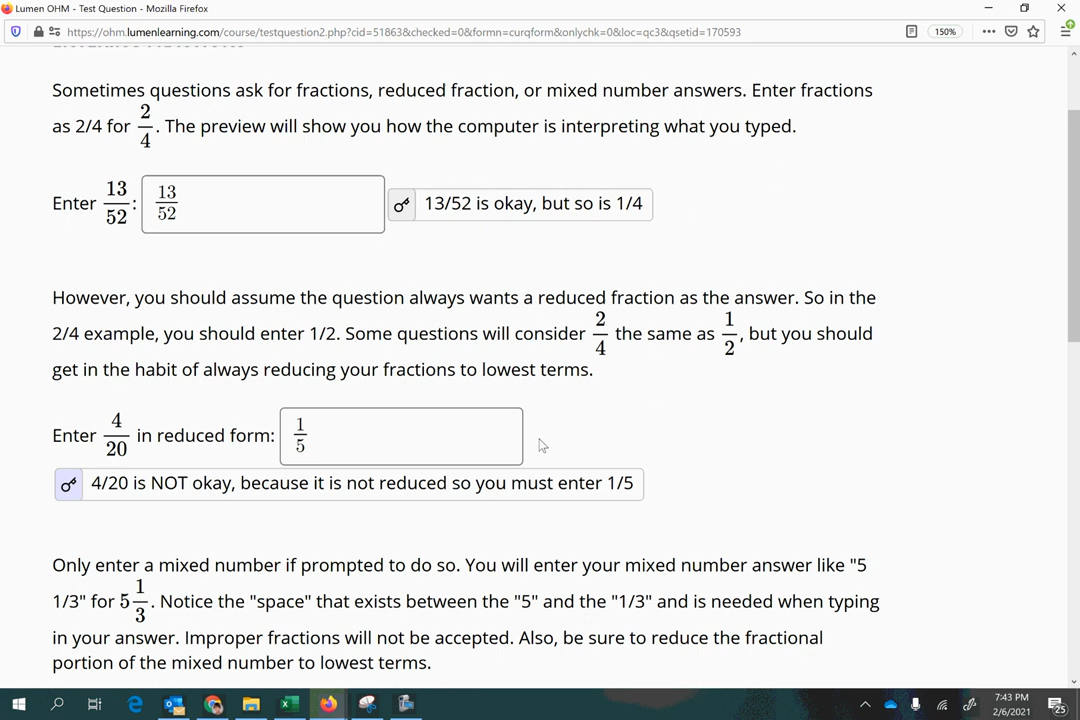 Lumen OHM - Test Question - Mozilla Firefox
https://ohm.lumenlearning.com/course/testquestion2.php?cid=51863&checked=0&formn=curqform&onlychk=0&loc=qc3&qsetid=170593
150%
Sometimes questions ask for fractions, reduced fraction, or mixed number answers. Enter fractions
as 2/4 for 2/4. The preview will show you how the computer is interpreting what you typed.
Enter 13/52: 13/52 13/52 is okay, but so is 1/4
However, you should assume the question always wants a reduced fraction as the answer. So in the
2/4 example, you should enter 1/2. Some questions will consider 2/4 the same as 1/2, but you should
get in the habit of always reducing your fractions to lowest terms.
Enter 4/20 in reduced form: 1/5
4/20 is NOT okay, because it is not reduced so you must enter 1/5
Only enter a mixed number if prompted to do so. You will enter your mixed number answer like "5
1/3" for 5 1/3. Notice the "space" that exists between the "5" and the "1/3" and is needed when typing
in your answer. Improper fractions will not be accepted. Also, be sure to reduce the fractional
portion of the mixed number to lowest terms.
7:43 PM
2/6/2021
25